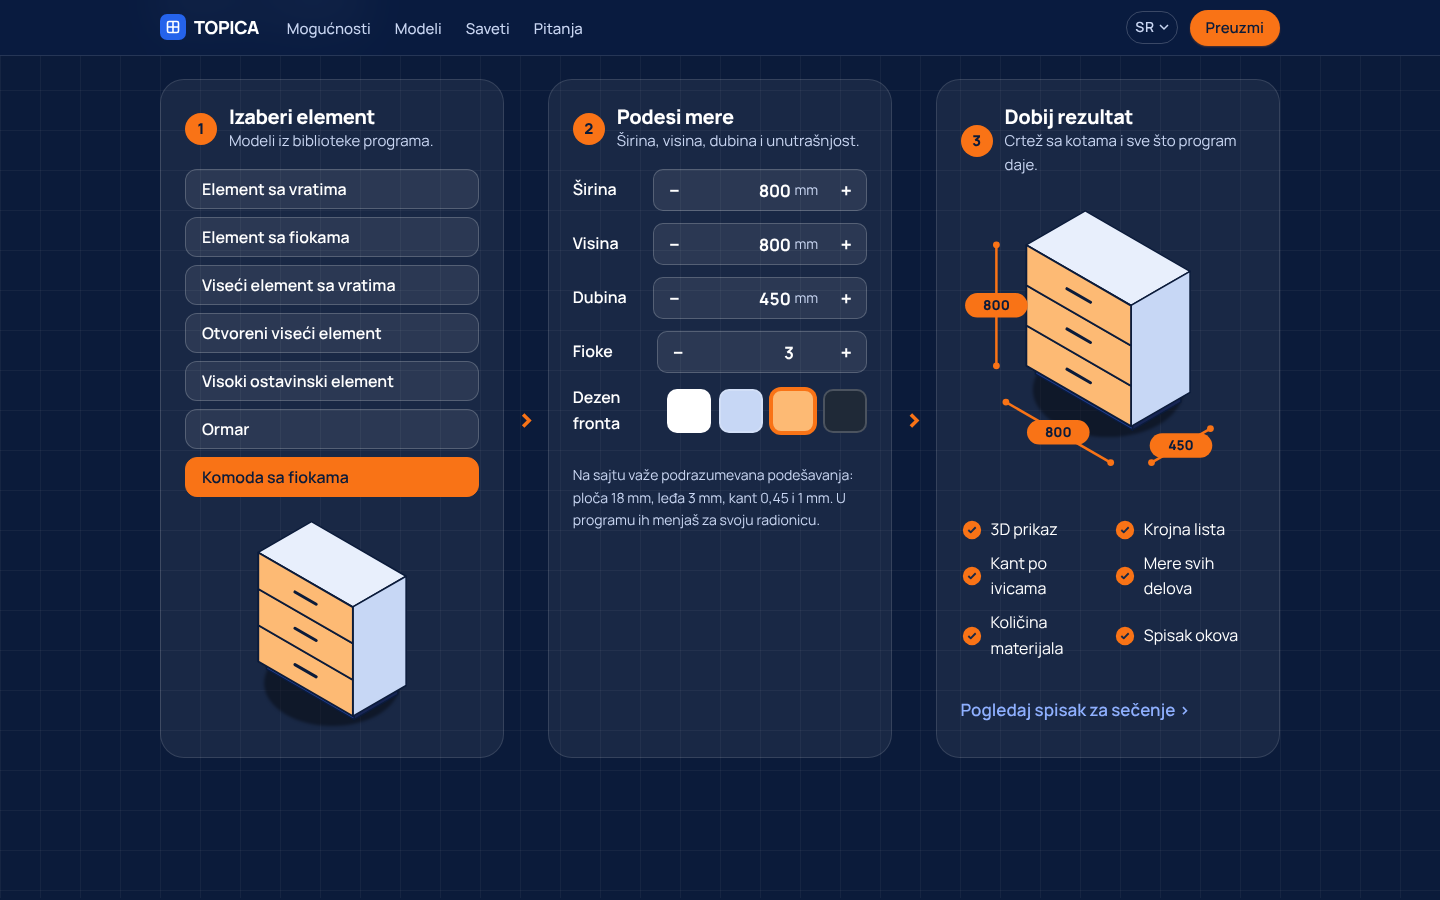 TOPICA
Mogućnosti
Modeli
Saveti
Pitanja
SR
Preuzmi
1
Izaberi element
Modeli iz biblioteke programa.
Element sa vratima
Element sa fiokama
Viseći element sa vratima
Otvoreni viseći element
Visoki ostavinski element
Ormar
Komoda sa fiokama
2
Podesi mere
Širina, visina, dubina i unutrašnjost.
Širina
− 800 mm +
Visina
− 800 mm +
Dubina
− 450 mm +
Fioke
− 3 +
Dezen
fronta
Na sajtu važe podrazumevana podešavanja:
ploča 18 mm, leđa 3 mm, kant 0,45 i 1 mm. U
programu ih menjaš za svoju radionicu.
3
Dobij rezultat
Crtež sa kotama i sve što program
daje.
800
800
450
3D prikaz
Krojna lista
Kant po
ivicama
Mere svih
delova
Količina
materijala
Spisak okova
Pogledaj spisak za sečenje ›